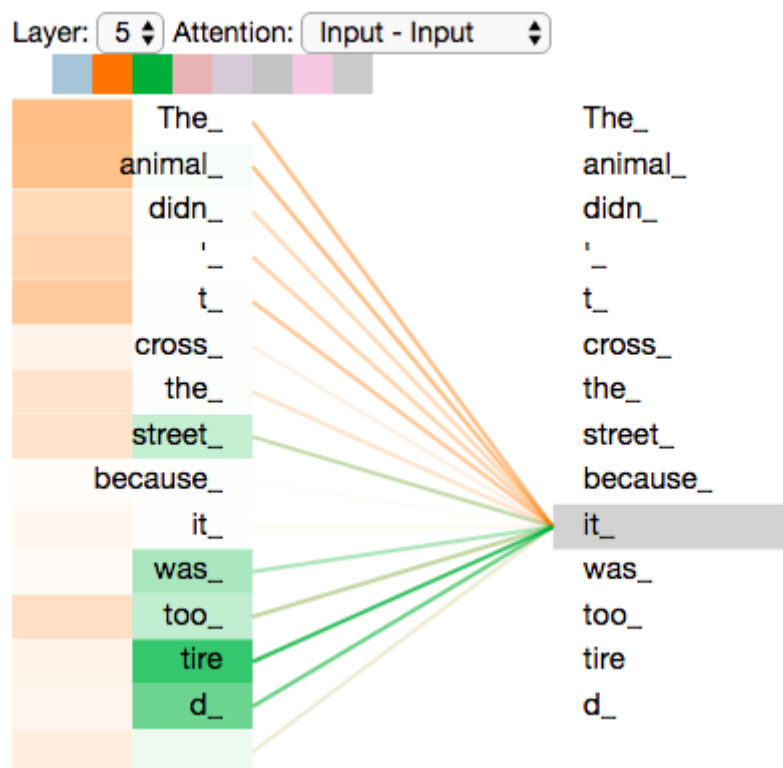 Layer: 5 Attention: Input - Input
The_ The_
animal_ animal_
didn_ didn_
'_ '_
t_ t_
cross_ cross_
the_ the_
street_ street_
because_ because_
it_ it_
was_ was_
too_ too_
tire tire
d_ d_